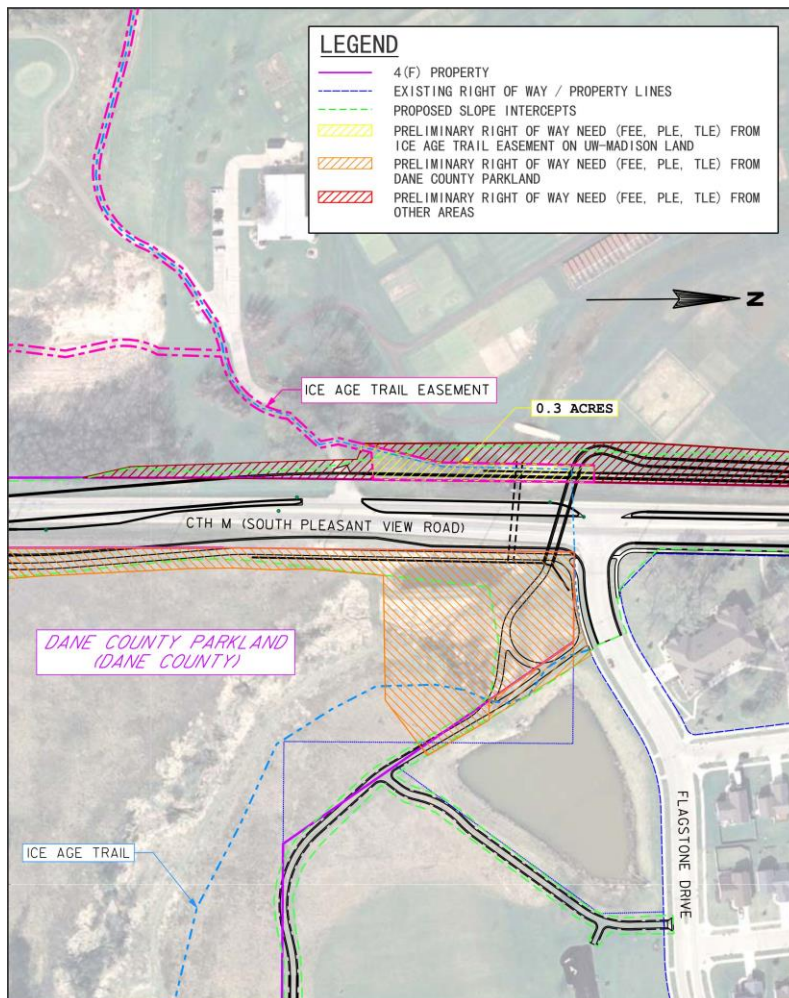 LEGEND
4(F) PROPERTY
EXISTING RIGHT OF WAY / PROPERTY LINES
PROPOSED SLOPE INTERCEPTS
PRELIMINARY RIGHT OF WAY NEED (FEE, PLE, TLE) FROM
ICE AGE TRAIL EASEMENT ON UW-MADISON LAND
PRELIMINARY RIGHT OF WAY NEED (FEE, PLE, TLE) FROM
DANE COUNTY PARKLAND
PRELIMINARY RIGHT OF WAY NEED (FEE, PLE, TLE) FROM
OTHER AREAS
N
ICE AGE TRAIL EASEMENT
0.3 ACRES
CTH M (SOUTH PLEASANT VIEW ROAD)
DANE COUNTY PARKLAND
(DANE COUNTY)
ICE AGE TRAIL
FLAGSTONE DRIVE